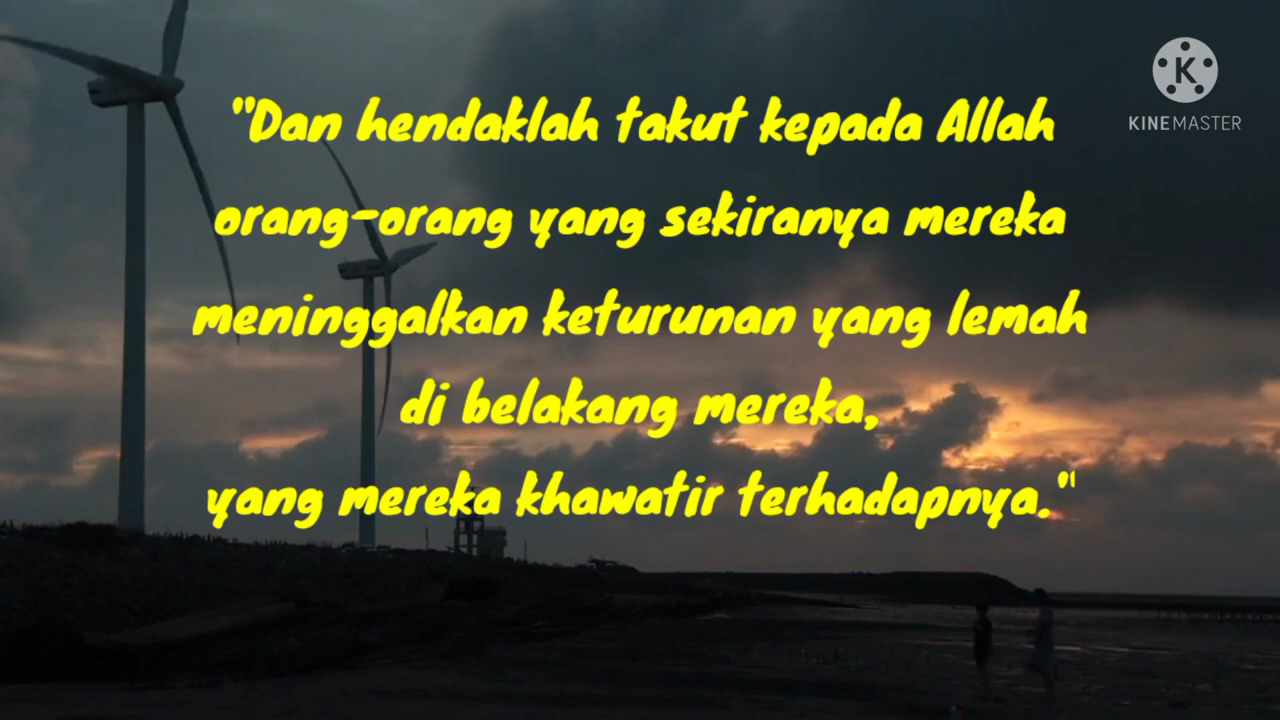 "Dan hendaklah takut kepada Allah
orang-orang yang sekiranya mereka
meninggalkan keturunan yang lemah
di belakang mereka,
yang mereka khawatir terhadapnya."
K
KINEMASTER